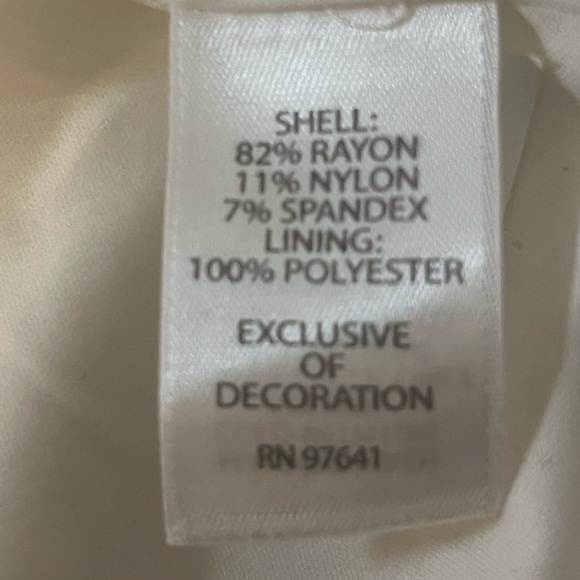 SHELL:
82% RAYON
11% NYLON
7% SPANDEX
LINING:
100% POLYESTER
EXCLUSIVE
OF
DECORATION
RN 97641